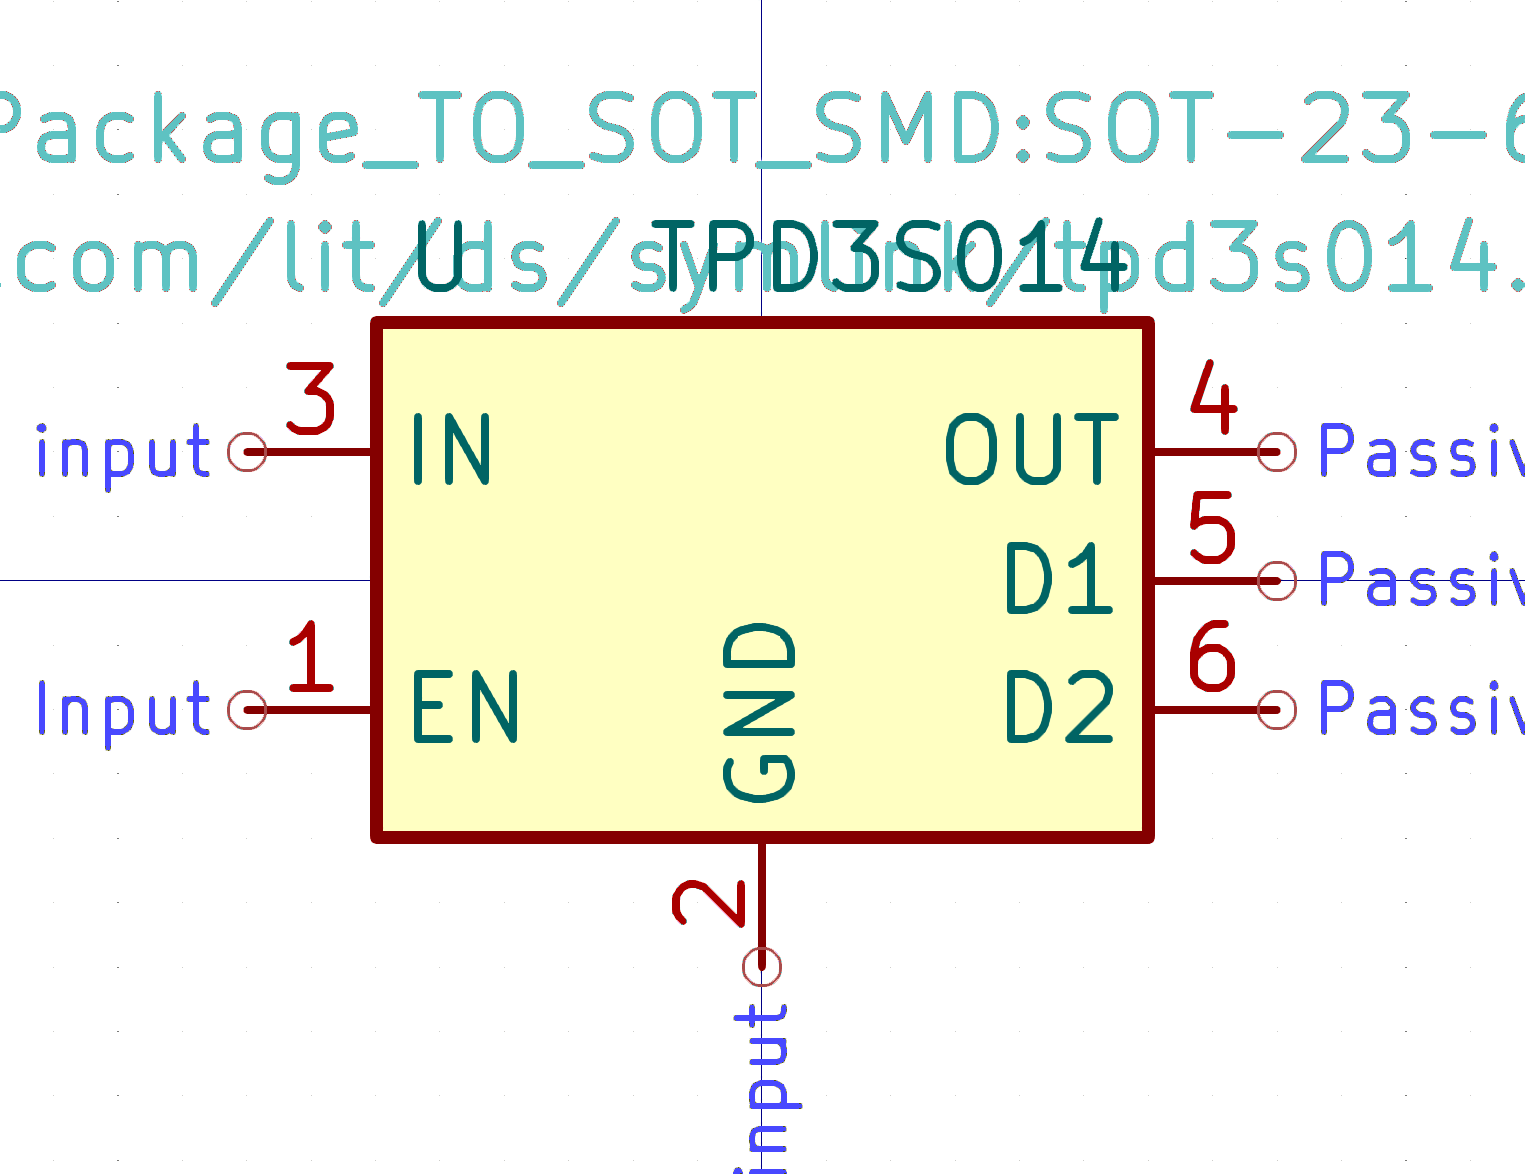 Package_TO_SOT_SMD:SOT-23-6
.com/lit/ds/symlink/tpd3s014.
U TPD3S014
3 4
input IN OUT Passiv
5
D1 Passiv
1 6
Input EN D2 Passiv
GND
2
input